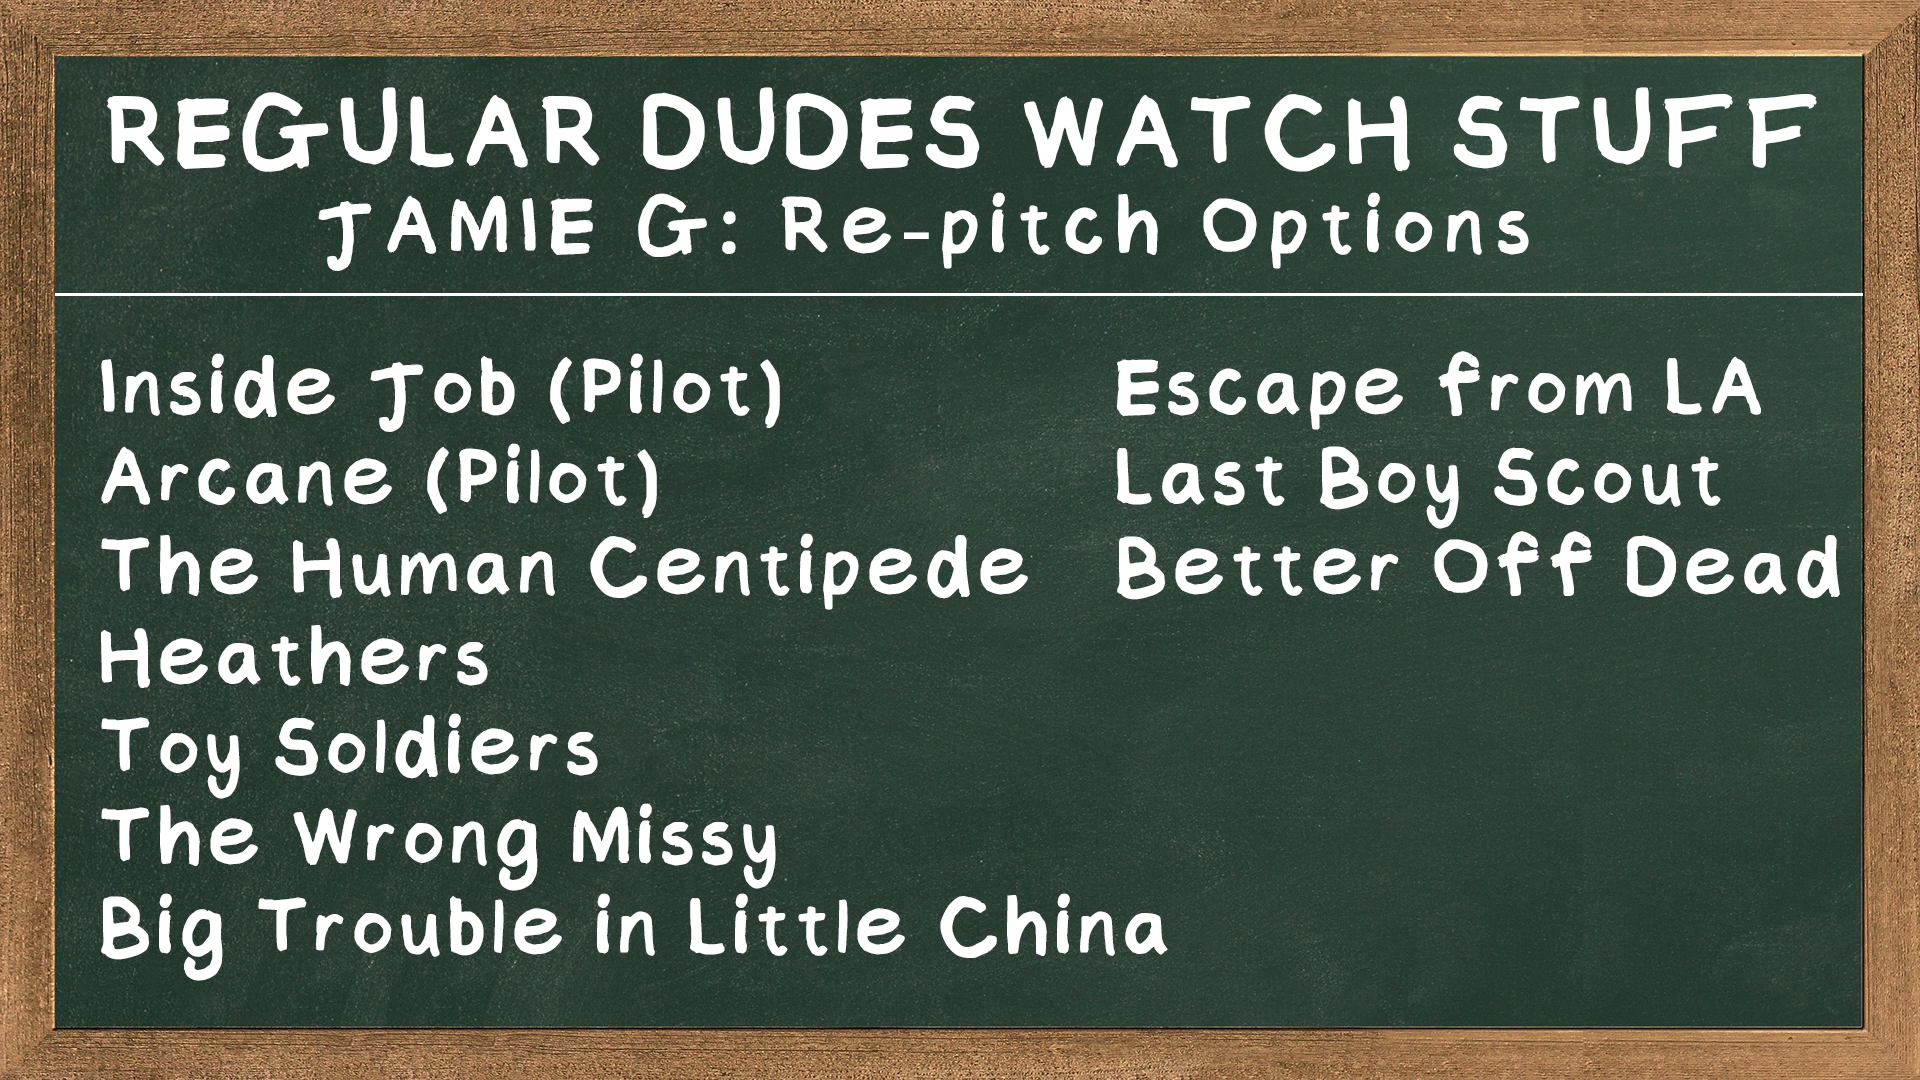 REGULAR DUDES WATCH STUFF
JAMIE G: Re-pitch Options
Inside Job (Pilot)
Arcane (Pilot)
The Human Centipede
Heathers
Toy Soldiers
The Wrong Missy
Big Trouble in Little China
Escape from LA
Last Boy Scout
Better Off Dead